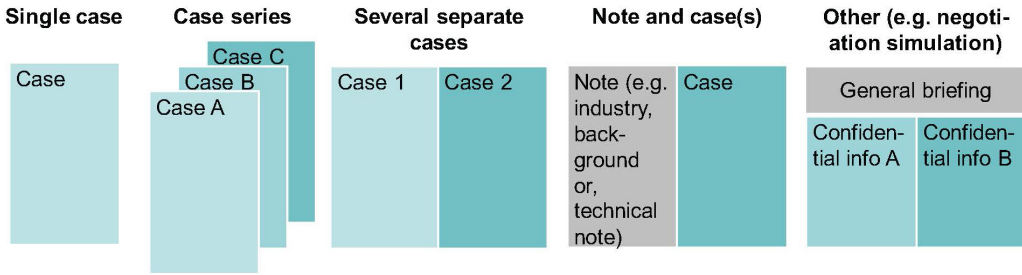 Single case
Case
Case series
Case C
Case B
Case A
Several separate
cases
Case 1
Case 2
Note and case(s)
Note (e.g.
industry,
back-
ground
or,
technical
note)
Case
Other (e.g. negoti-
ation simulation)
General briefing
Confiden-
tial info A
Confiden-
tial info B